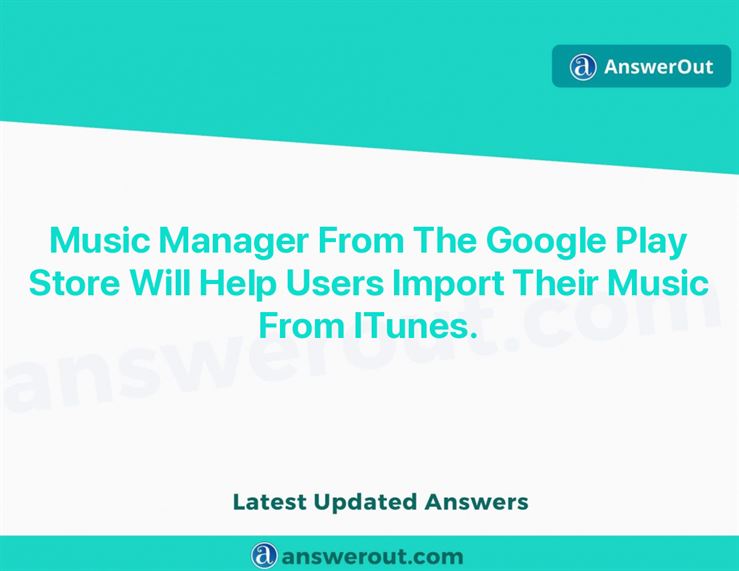 AnswerOut
Music Manager From The Google Play
Store Will Help Users Import Their Music
From ITunes.
answerout.com
Latest Updated Answers
answerout.com